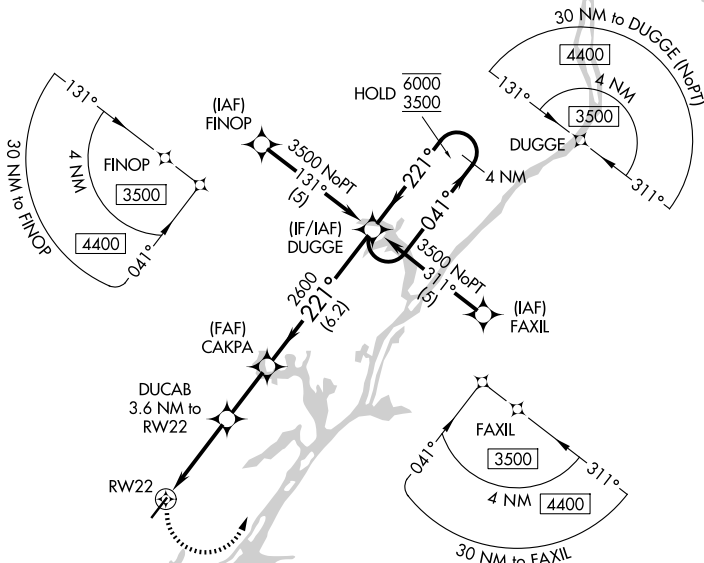 30 NM to DUGGE (NoPT)
4400
4 NM
3500
131°
DUGGE
311°
131°
FINOP
3500
4 NM
4400
30 NM to FINOP
041°
(IAF)
FINOP
3500 NoPT
131°
(5)
HOLD
6000
3500
4 NM
221°
041°
(IF/IAF)
DUGGE
3500 NoPT
311°
(5)
(IAF)
FAXIL
2600
221°
(6.2)
(FAF)
CAKPA
DUCAB
3.6 NM to
RW22
RW22
FAXIL
3500
041°
311°
4 NM
4400
30 NM to FAXIL